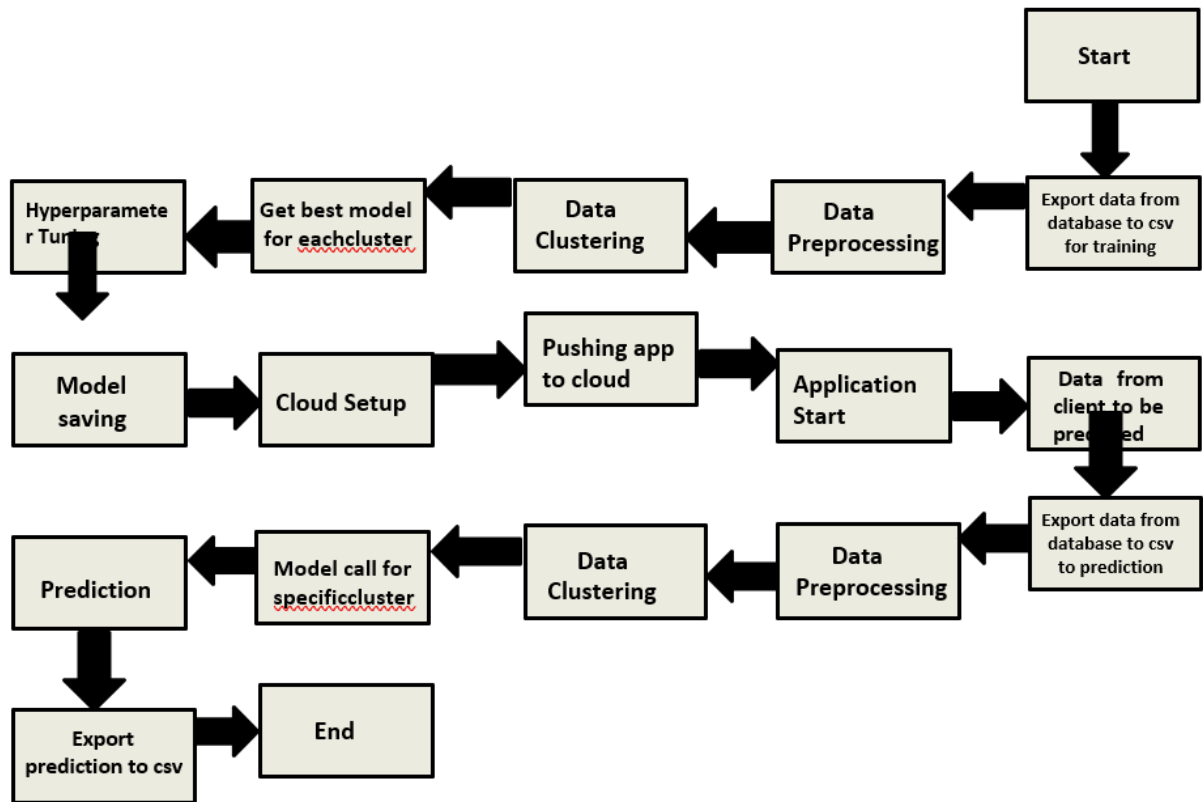 Start
Export data from
database to csv
for training
Data
Preprocessing
Data
Clustering
Get best model
for eachcluster
Hyperparamete
r Tuning
Model
saving
Cloud Setup
Pushing app
to cloud
Application
Start
Data from
client to be
predicted
Export data from
database to csv
to prediction
Data
Preprocessing
Data
Clustering
Model call for
specificcluster
Prediction
Export
prediction to csv
End